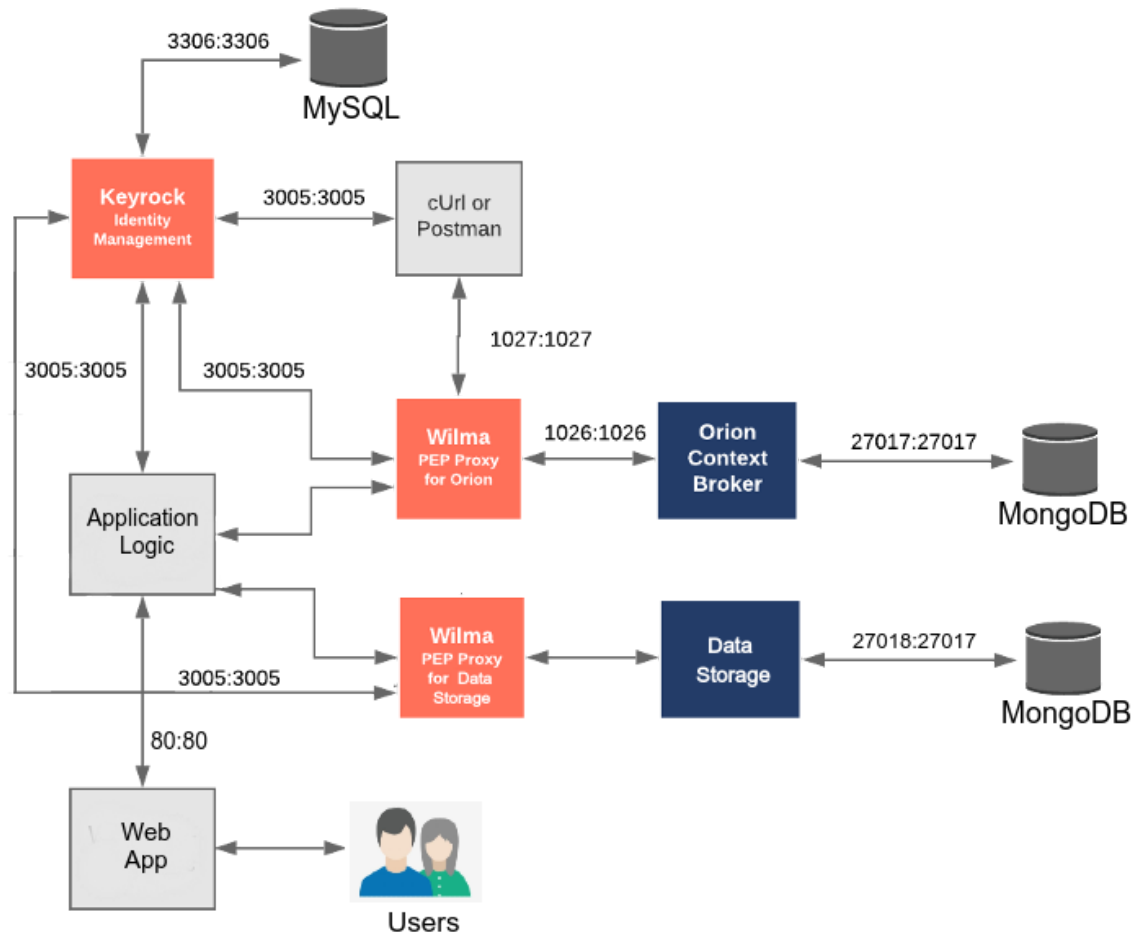 3306:3306
MySQL
Keyrock
Identity
Management
3005:3005
cUrl or
Postman
1027:1027
3005:3005
3005:3005
Wilma
PEP Proxy
for Orion
1026:1026
Orion
Context
Broker
27017:27017
MongoDB
Application
Logic
Wilma
PEP Proxy
for Data
Storage
Data
Storage
27018:27017
MongoDB
3005:3005
80:80
Web
App
Users